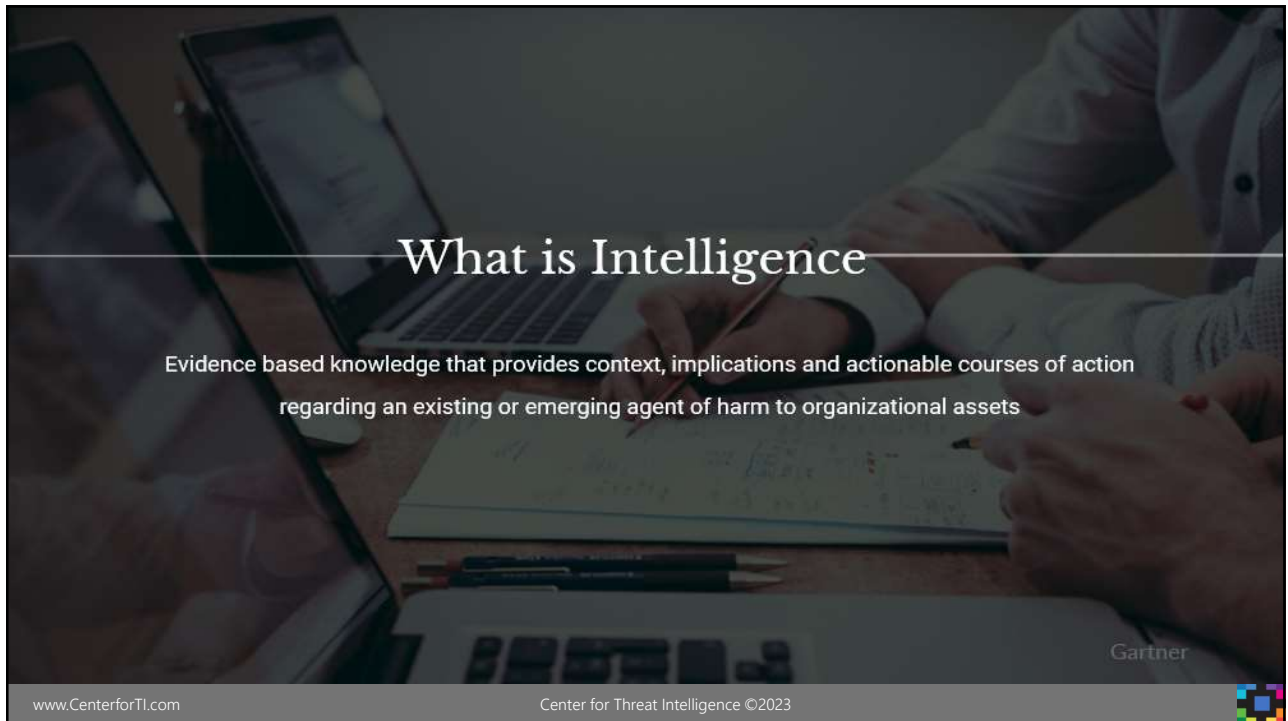 What is Intelligence
Evidence based knowledge that provides context, implications and actionable courses of action
regarding an existing or emerging agent of harm to organizational assets
Gartner
www.CenterforTI.com
Center for Threat Intelligence ©2023